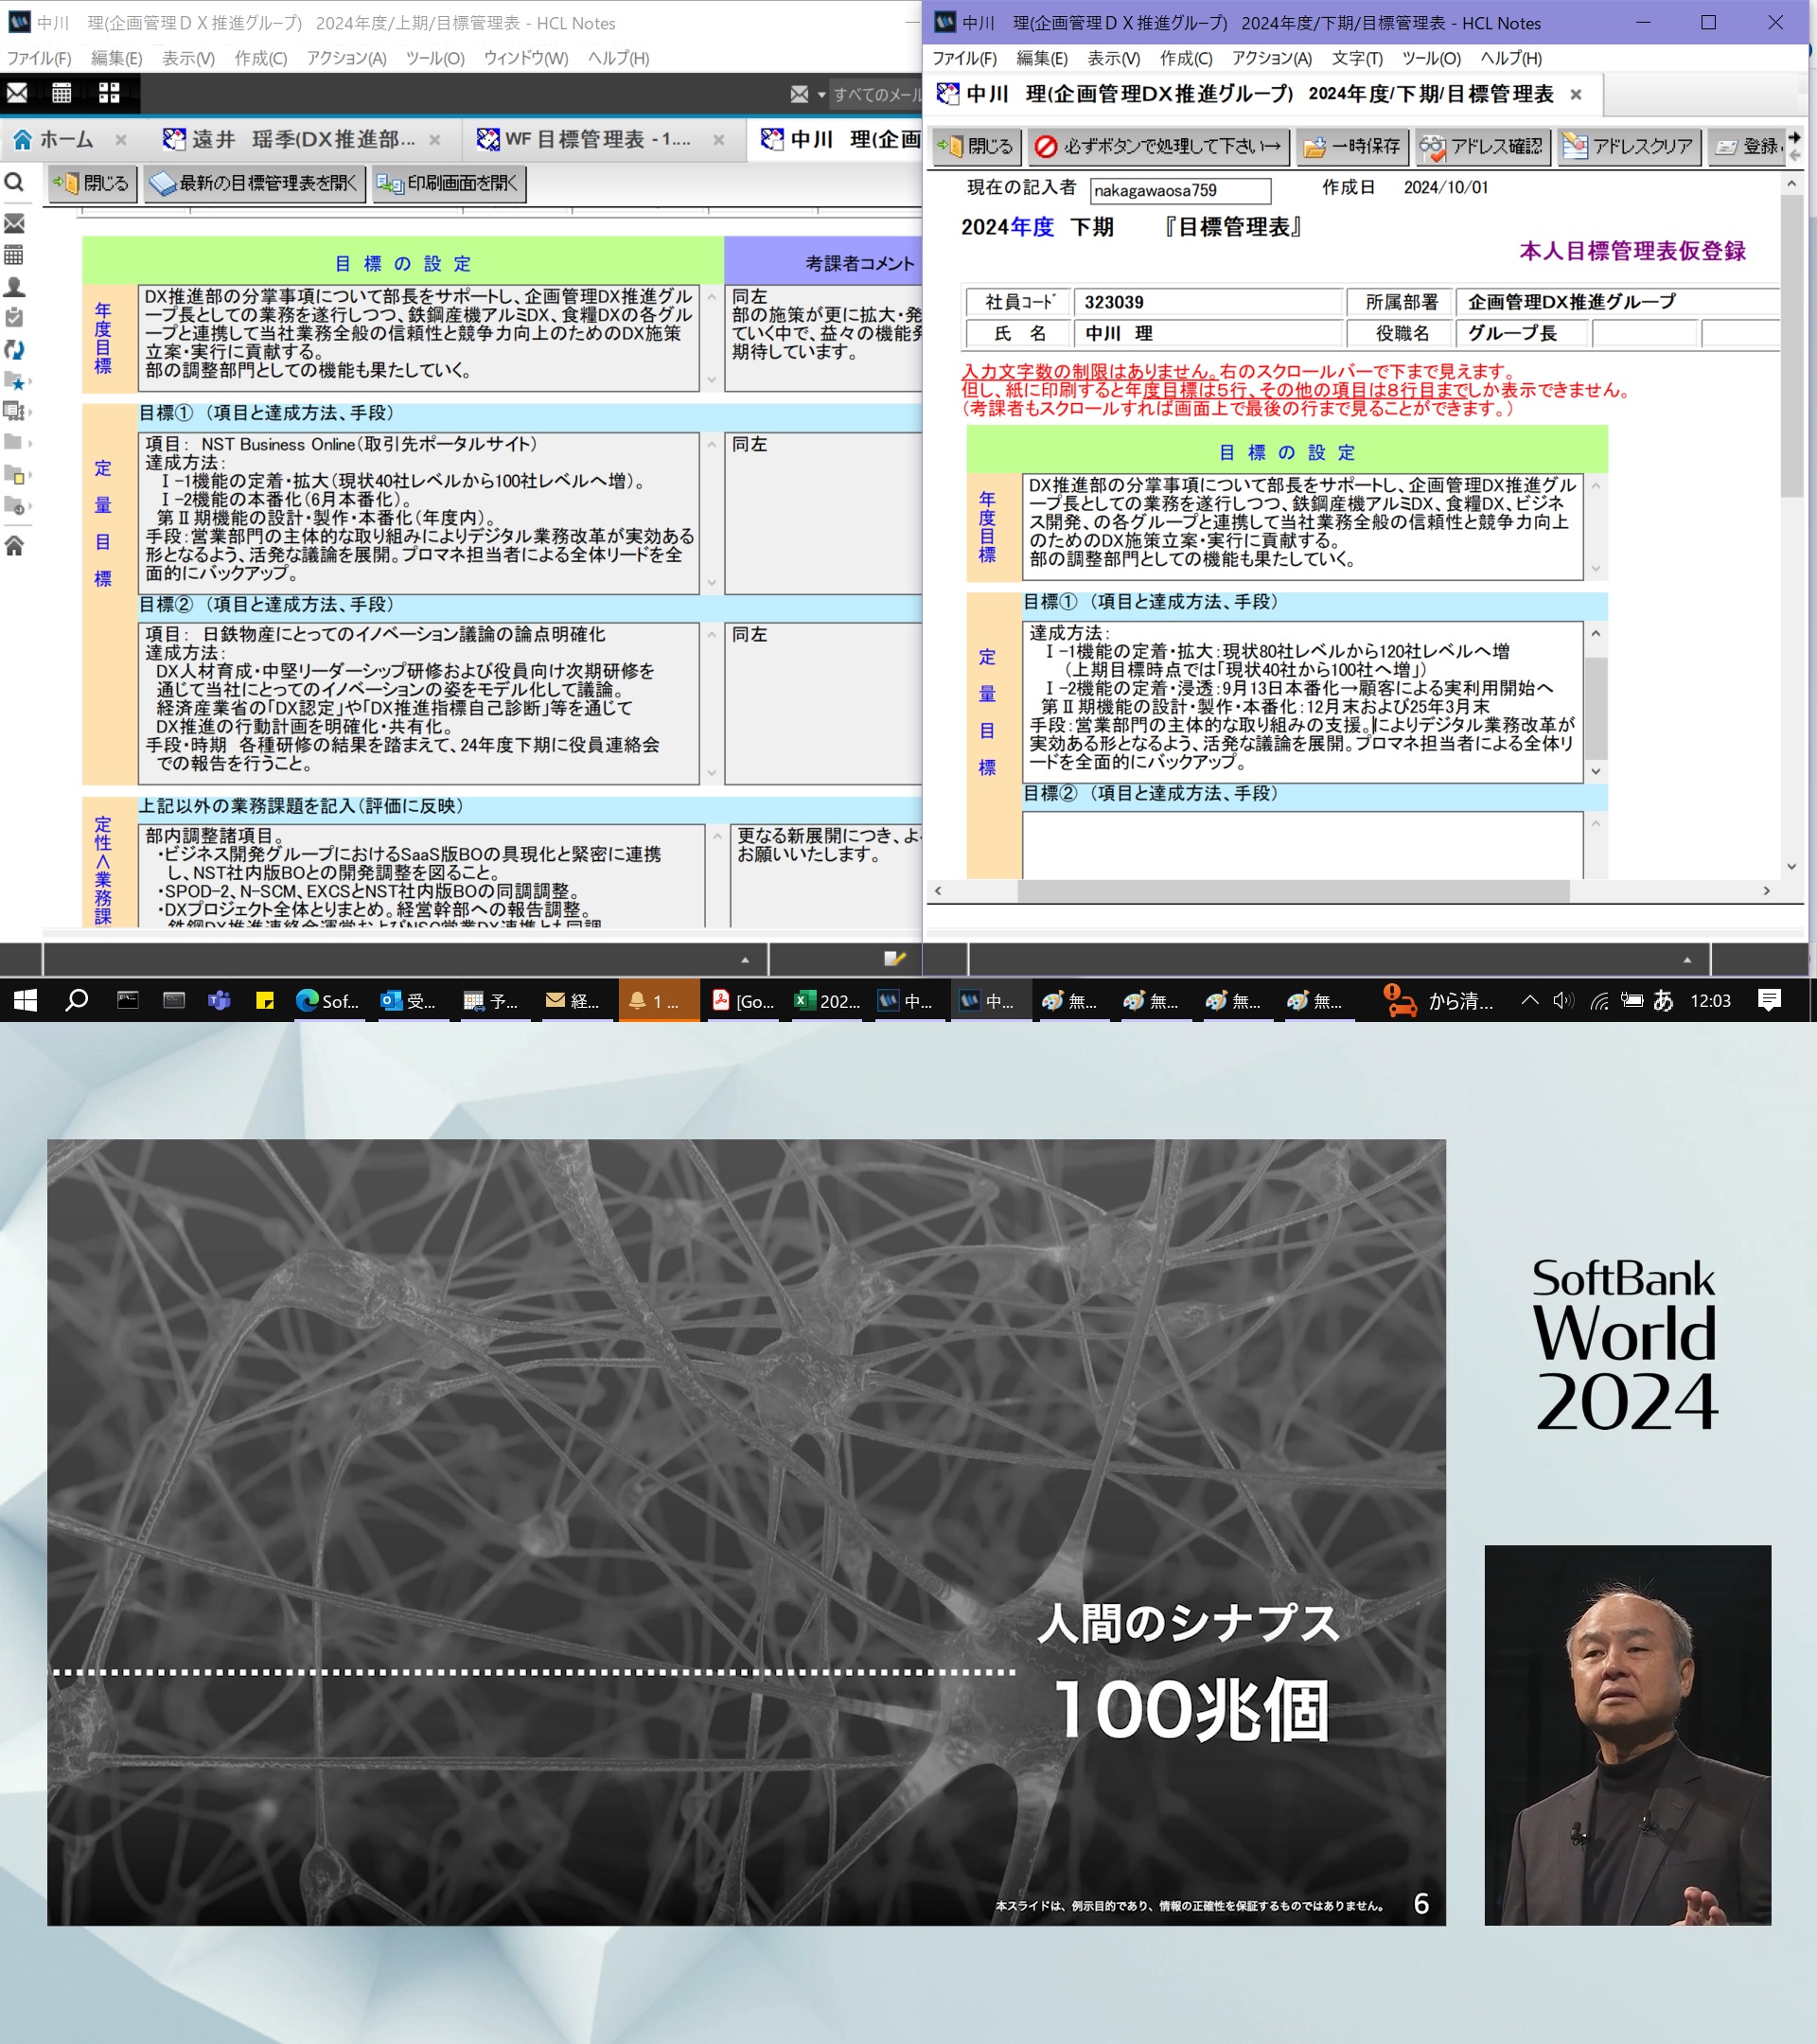 中川　理(企画管理ＤＸ推進グループ)　2024年度/上期/目標管理表 - HCL Notes
ファイル(F)　編集(E)　表示(V)　作成(C)　アクション(A)　ツール(O)　ウィンドウ(W)　ヘルプ(H)
すべてのメール
ホーム
遠井　瑶季(DX推進部...
WF 目標管理表 - 1....
中川　理(企画
閉じる
最新の目標管理表を開く
印刷画面を開く
目 標 の 設 定
考課者コメント
年度目標
DX推進部の分掌事項について部長をサポートし、企画管理DX推進グル
ープ長としての業務を遂行しつつ、鉄鋼産機アルミDX、食糧DXの各グル
ープと連携して当社業務全般の信頼性と競争力向上のためのDX施策
立案・実行に貢献する。
部の調整部門としての機能も果たしていく。
同左
部の施策が更に拡大・発
ていく中で、益々の機能発
期待しています。
定量目標
目標① （項目と達成方法、手段）
項目： NST Business Online（取引先ポータルサイト）
達成方法：
Ⅰ-1機能の定着・拡大（現状40社レベルから100社レベルへ増）。
Ⅰ-2機能の本番化（6月本番化）。
第Ⅱ期機能の設計・製作・本番化（年度内）。
手段：営業部門の主体的な取り組みによりデジタル業務改革が実効ある
形となるよう、活発な議論を展開。プロマネ担当者による全体リードを全
面的にバックアップ。
同左
目標② （項目と達成方法、手段）
項目： 日鉄物産にとってのイノベーション議論の論点明確化
達成方法：
DX人材育成・中堅リーダーシップ研修および役員向け次期研修を
通じて当社にとってのイノベーションの姿をモデル化して議論。
経済産業省の「DX認定」や「DX推進指標自己診断」等を通じて
DX推進の行動計画を明確化・共有化。
手段・時期 各種研修の結果を踏まえて、24年度下期に役員連絡会
での報告を行うこと。
同左
定性＜業務課
上記以外の業務課題を記入（評価に反映）
部内調整諸項目。
・ビジネス開発グループにおけるSaaS版BOの具現化と緊密に連携
し、NST社内版BOとの開発調整を図ること。
・SPOD-2、N-SCM、EXCSとNST社内版BOの同調調整。
・DXプロジェクト全体とりまとめ。経営幹部への報告調整。
鉄鋼DX推進連絡会運営およびNSC営業DX連携とも同調
更なる新展開につき、よ
お願いいたします。
中川　理(企画管理ＤＸ推進グループ)　2024年度/下期/目標管理表 - HCL Notes
ファイル(F)　編集(E)　表示(V)　作成(C)　アクション(A)　文字(T)　ツール(O)　ヘルプ(H)
中川　理(企画管理DX推進グループ)　2024年度/下期/目標管理表
閉じる
必ずボタンで処理して下さい→
一時保存
アドレス確認
アドレスクリア
登録
現在の記入者　nakagawaosa759　作成日　2024/10/01
2024年度 下期　『目標管理表』
本人目標管理表仮登録
社員コード　323039　所属部署　企画管理DX推進グループ
氏 名　中川 理　役職名　グループ長
入力文字数の制限はありません。右のスクロールバーで下まで見えます。
但し、紙に印刷すると年度目標は5行、その他の項目は8行目までしか表示できません。
（考課者もスクロールすれば画面上で最後の行まで見ることができます。）
目 標 の 設 定
年度目標
DX推進部の分掌事項について部長をサポートし、企画管理DX推進グル
ープ長としての業務を遂行しつつ、鉄鋼産機アルミDX、食糧DX、ビジネ
ス開発、の各グループと連携して当社業務全般の信頼性と競争力向上
のためのDX施策立案・実行に貢献する。
部の調整部門としての機能も果たしていく。
定量目標
目標① （項目と達成方法、手段）
達成方法：
Ⅰ-1機能の定着・拡大：現状80社レベルから120社レベルへ増
（上期目標時点では「現状40社から100社へ増」）
Ⅰ-2機能の定着・浸透：9月13日本番化→顧客による実利用開始へ
第Ⅱ期機能の設計・製作・本番化：12月末および25年3月末
手段：営業部門の主体的な取り組みの支援。によりデジタル業務改革が
実効ある形となるよう、活発な議論を展開。プロマネ担当者による全体リ
ードを全面的にバックアップ。
目標② （項目と達成方法、手段）
Sof...
受...
予...
経...
1 ...
[Go...
202...
中...
中...
無...
無...
無...
無...
から清...
あ
12:03
人間のシナプス
100兆個
本スライドは、例示目的であり、情報の正確性を保証するものではありません。
6
SoftBank
World
2024